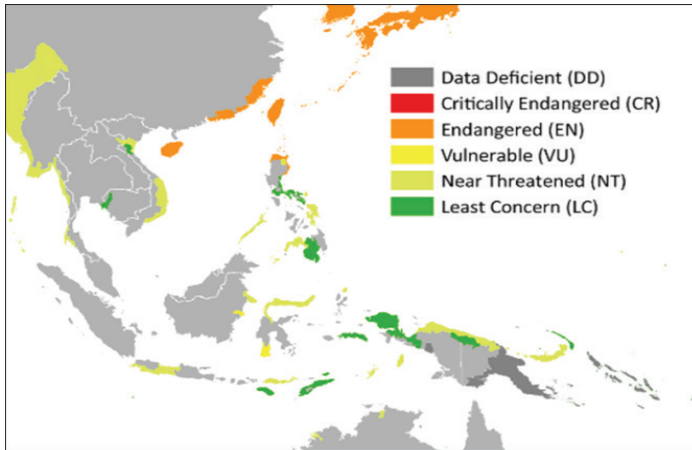 Data Deficient (DD)
Critically Endangered (CR)
Endangered (EN)
Vulnerable (VU)
Near Threatened (NT)
Least Concern (LC)